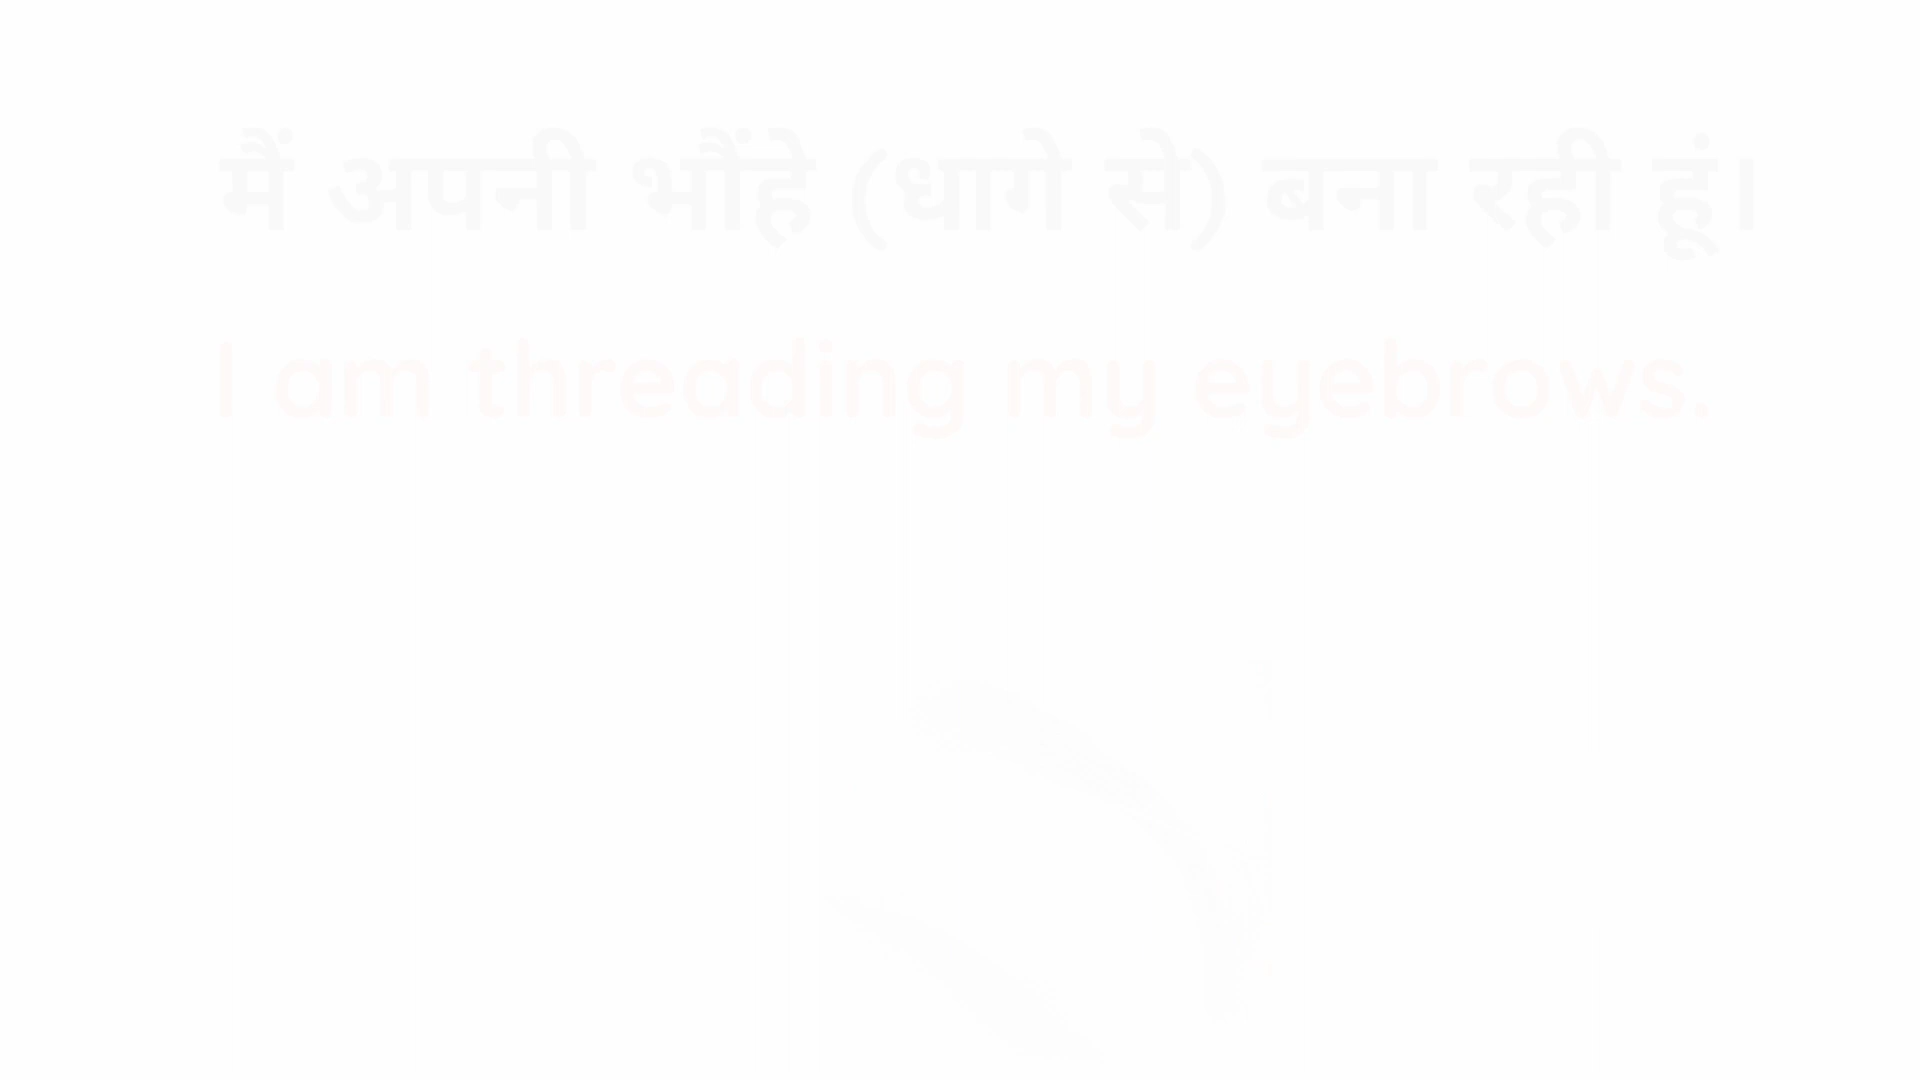 मैं अपनी भौंहे (धागे से) बना रही हूं।
I am threading my eyebrows.